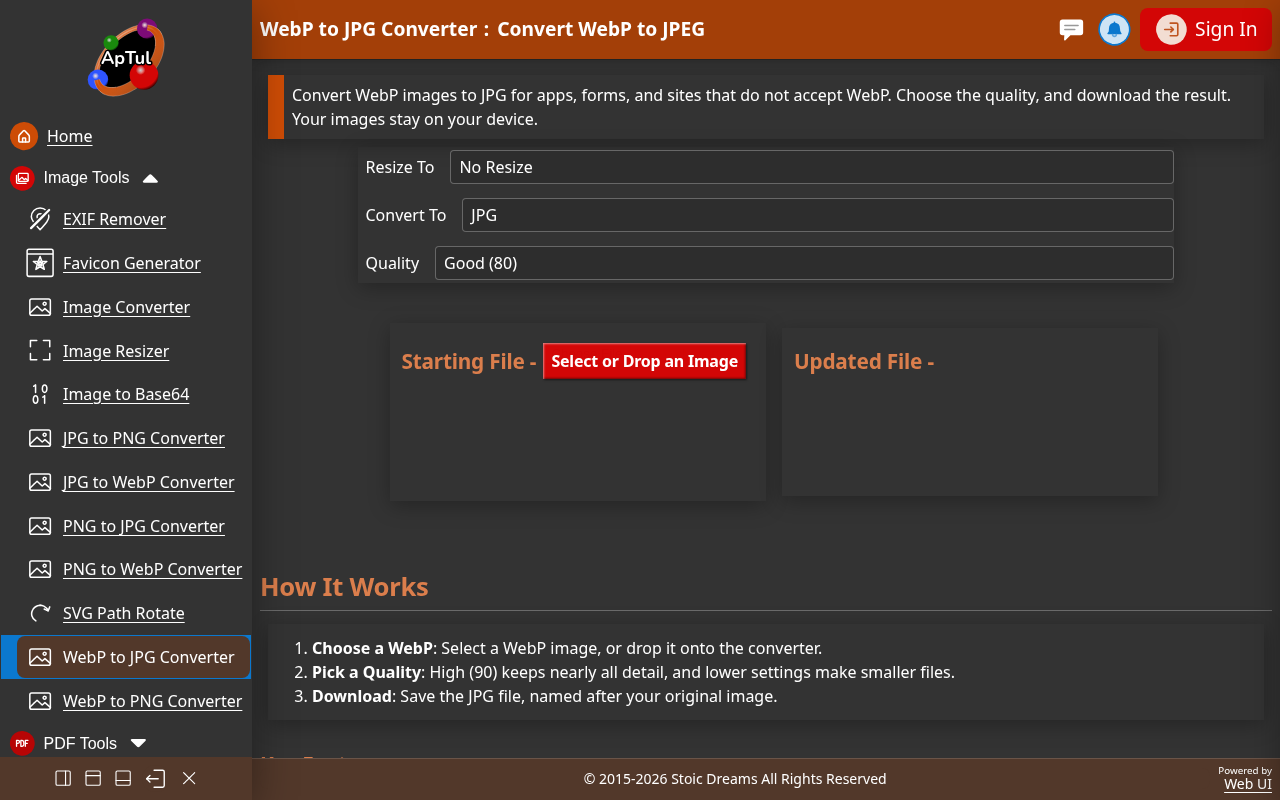 ApTul
Home
Image Tools
EXIF Remover
Favicon Generator
Image Converter
Image Resizer
Image to Base64
JPG to PNG Converter
JPG to WebP Converter
PNG to JPG Converter
PNG to WebP Converter
SVG Path Rotate
WebP to JPG Converter
WebP to PNG Converter
PDF PDF Tools
WebP to JPG Converter : Convert WebP to JPEG
Sign In
Convert WebP images to JPG for apps, forms, and sites that do not accept WebP. Choose the quality, and download the result.
Your images stay on your device.
Resize To No Resize
Convert To JPG
Quality Good (80)
Starting File - Select or Drop an Image
Updated File -
How It Works
1. Choose a WebP: Select a WebP image, or drop it onto the converter.
2. Pick a Quality: High (90) keeps nearly all detail, and lower settings make smaller files.
3. Download: Save the JPG file, named after your original image.
© 2015-2026 Stoic Dreams All Rights Reserved
Powered by
Web UI